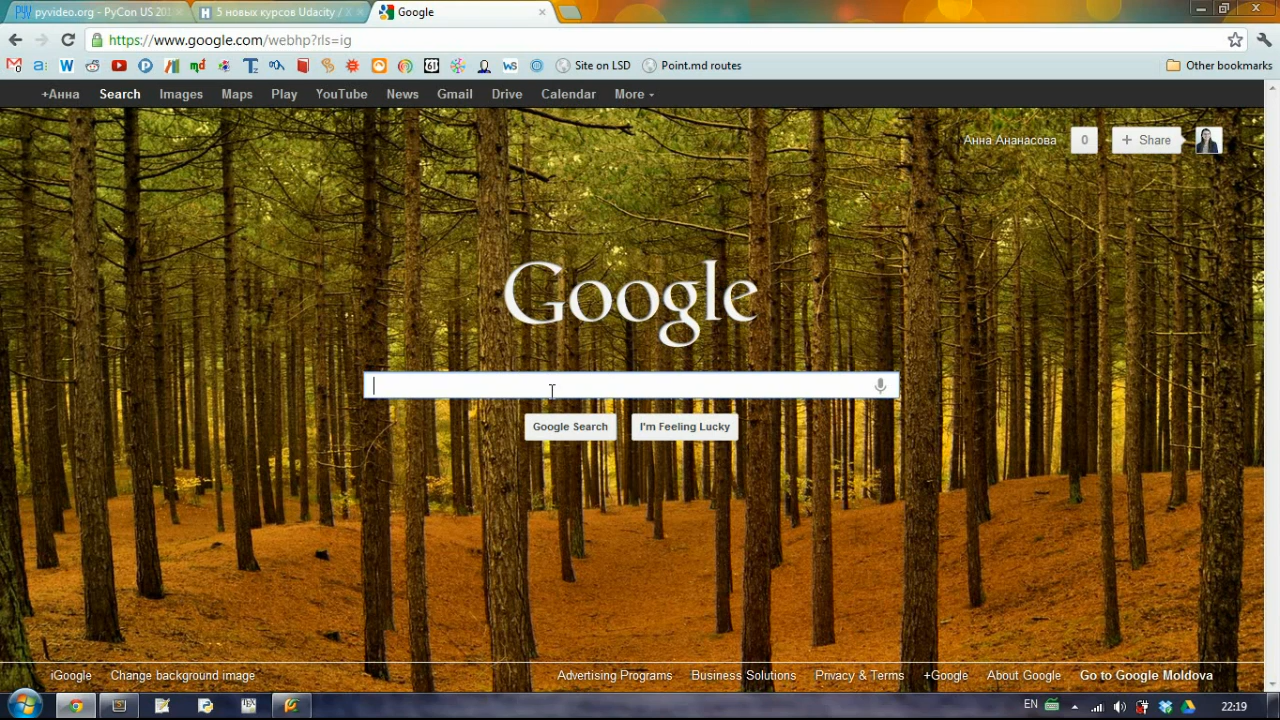 pyvideo.org - PyCon US 201
5 новых курсов Udacity / Х
Google
https://www.google.com/webhp?rls=ig
Site on LSD
Point.md routes
Other bookmarks
+Анна Search Images Maps Play YouTube News Gmail Drive Calendar More
Анна Ананасова 0 + Share
Google
Google Search I'm Feeling Lucky
iGoogle Change background image Advertising Programs Business Solutions Privacy & Terms +Google About Google Go to Google Moldova
EN 22:19